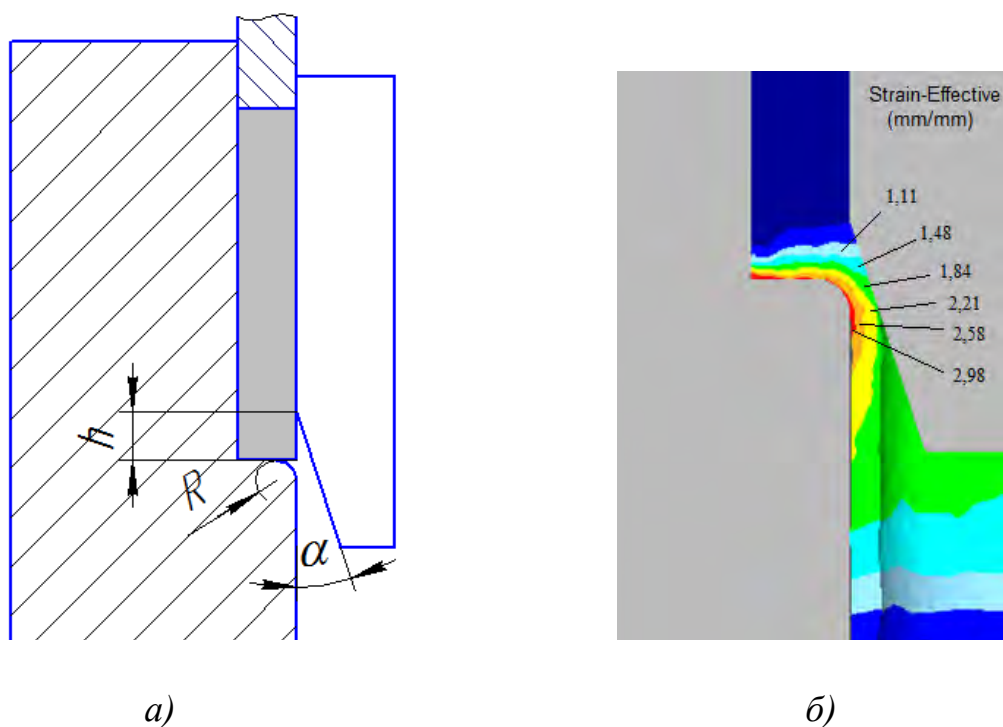 h
R
α
Strain-Effective
(mm/mm)
1,11
1,48
1,84
2,21
2,58
2,98
а)
б)